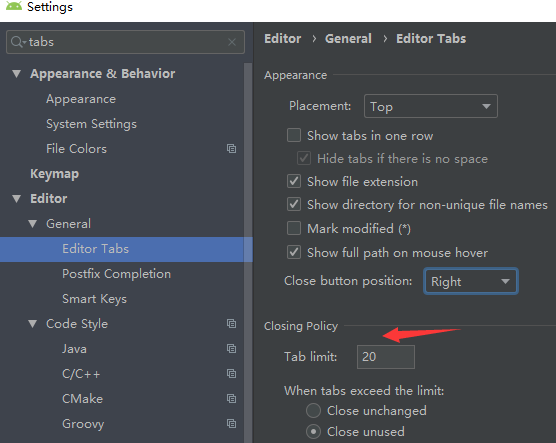 Settings
tabs
Appearance & Behavior
Appearance
System Settings
File Colors
Keymap
Editor
General
Editor Tabs
Postfix Completion
Smart Keys
Code Style
Java
C/C++
CMake
Groovy
Editor › General › Editor Tabs
Appearance
Placement: Top
Show tabs in one row
Hide tabs if there is no space
Show file extension
Show directory for non-unique file names
Mark modified (*)
Show full path on mouse hover
Close button position: Right
Closing Policy
Tab limit: 20
When tabs exceed the limit:
Close unchanged
Close unused